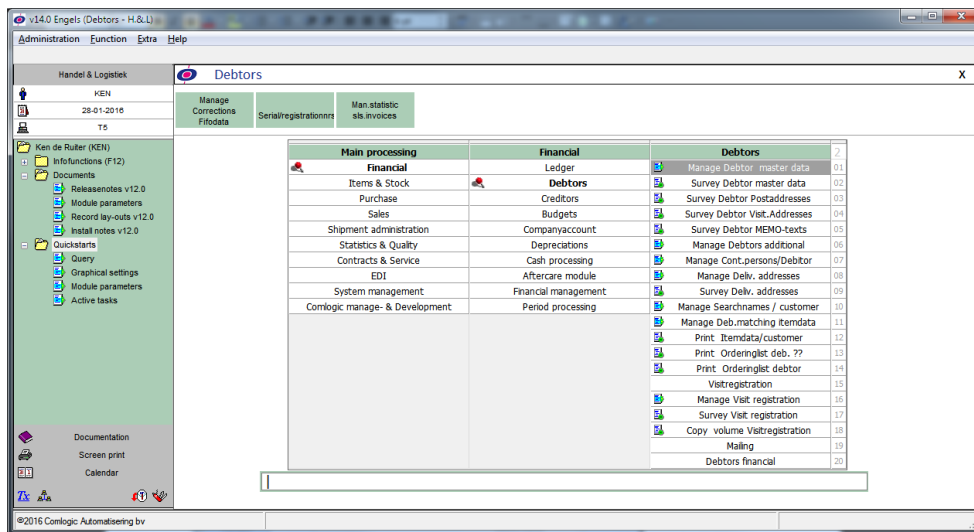 v14.0 Engels (Debtors - H.&.L)
Administration Function Extra Help
Handel & Logistiek
KEN
28-01-2016
T5
Ken de Ruiter (KEN)
Infofunctions (F12)
Documents
Releasenotes v12.0
Module parameters
Record lay-outs v12.0
Install notes v12.0
Quickstarts
Query
Graphical settings
Module parameters
Active tasks
Documentation
Screen print
Calendar
Tx
Debtors X
Manage
Corrections
Fifodata
Serial/registrationnrs
Man.statistic
sls.invoices
Main processing Financial Debtors 2
Financial Ledger Manage Debtor master data 01
Items & Stock Debtors Survey Debtor master data 02
Purchase Creditors Survey Debtor Postaddresses 03
Sales Budgets Survey Debtor Visit.Addresses 04
Shipment administration Companyaccount Survey Debtor MEMO-texts 05
Statistics & Quality Depreciations Manage Debtors additional 06
Contracts & Service Cash processing Manage Cont.persons/Debitor 07
EDI Aftercare module Manage Deliv. addresses 08
System management Financial management Survey Deliv. addresses 09
Comlogic manage- & Development Period processing Manage Searchnames / customer 10
Manage Deb.matching itemdata 11
Print Itemdata/customer 12
Print Orderinglist deb. ?? 13
Print Orderinglist debtor 14
Visitregistration 15
Manage Visit registration 16
Survey Visit registration 17
Copy volume Visitregistration 18
Mailing 19
Debtors financial 20
©2016 Comlogic Automatisering bv